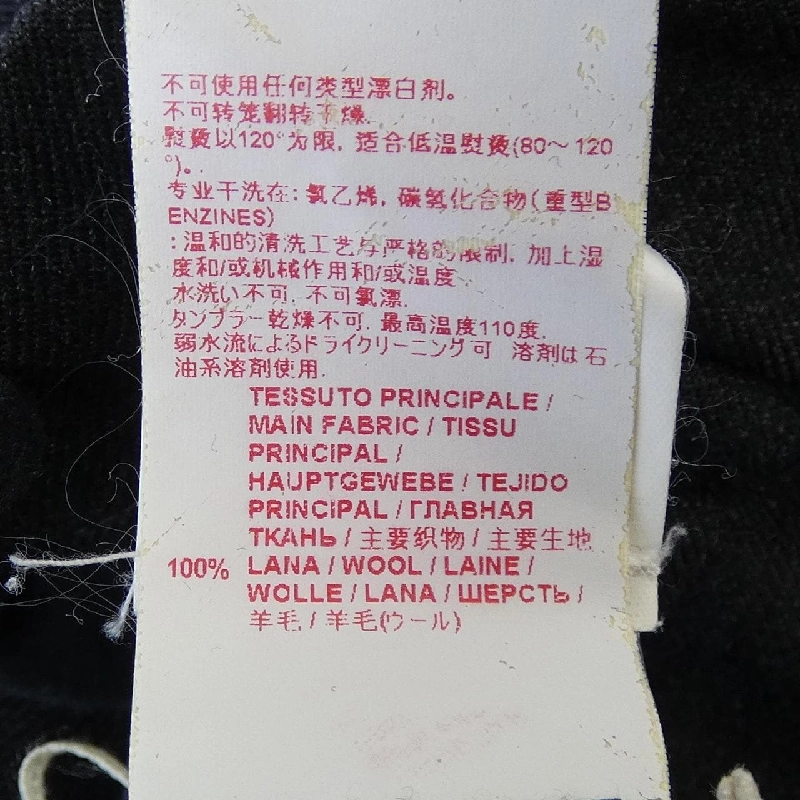 不可使用任何类型漂白剂。
不可转笼翻转干燥.
熨烫以120°为限, 适合低温熨烫(80～120
°)。
专业干洗在: 氯乙烯, 碳氢化合物(重型B
ENZINES)
: 温和的清洗工艺与严格的限制, 加上湿
度和/或机械作用和/或温度
水洗い不可, 不可氯漂.
タンブラー乾燥不可, 最高温度110度.
弱水流によるドライクリーニング可 溶剤は石
油系溶剤使用.
TESSUTO PRINCIPALE /
MAIN FABRIC / TISSU
PRINCIPAL /
HAUPTGEWEBE / TEJIDO
PRINCIPAL / ГЛАВНАЯ
ТКАНЬ / 主要织物 / 主要生地
100% LANA / WOOL / LAINE /
WOLLE / LANA / ШЕРСТЬ /
羊毛 / 羊毛(ウール)